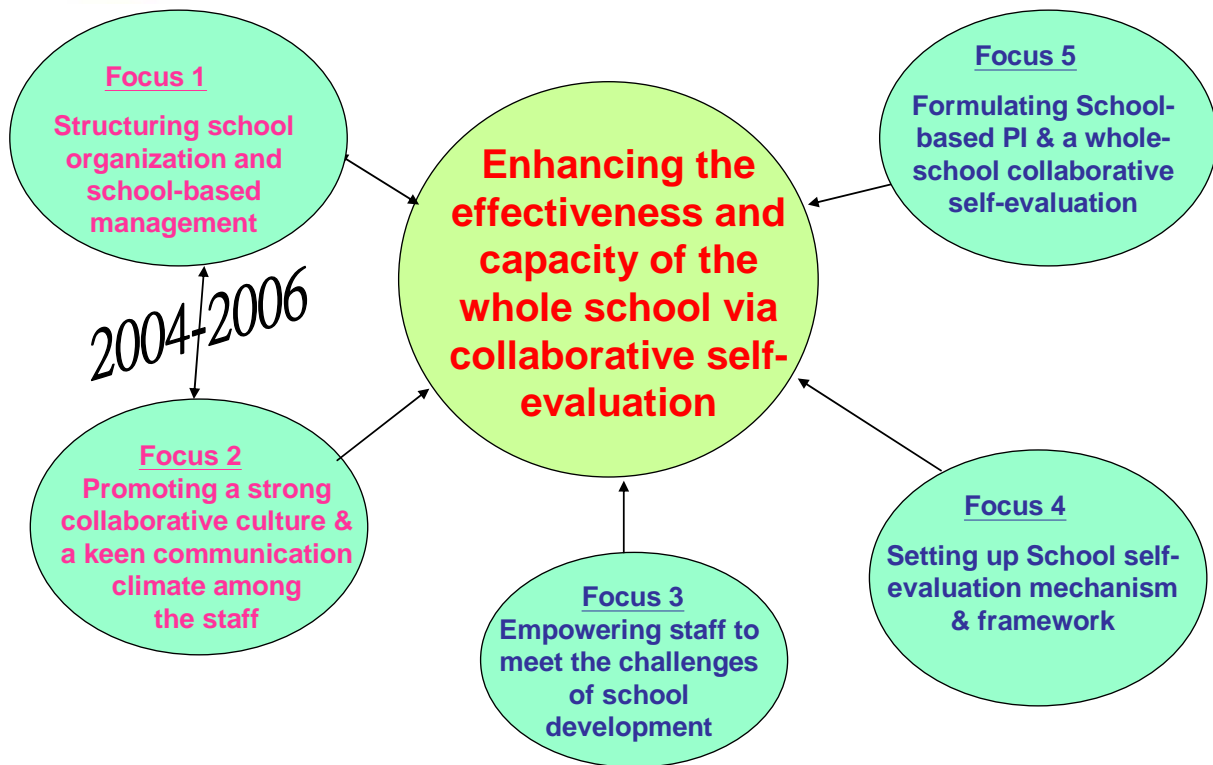 Focus 1
Structuring school
organization and
school-based
management
2004-2006
Focus 2
Promoting a strong
collaborative culture &
a keen communication
climate among
the staff
Enhancing the
effectiveness and
capacity of the
whole school via
collaborative self-
evaluation
Focus 3
Empowering staff to
meet the challenges
of school
development
Focus 5
Formulating School-
based PI & a whole-
school collaborative
self-evaluation
Focus 4
Setting up School self-
evaluation mechanism
& framework